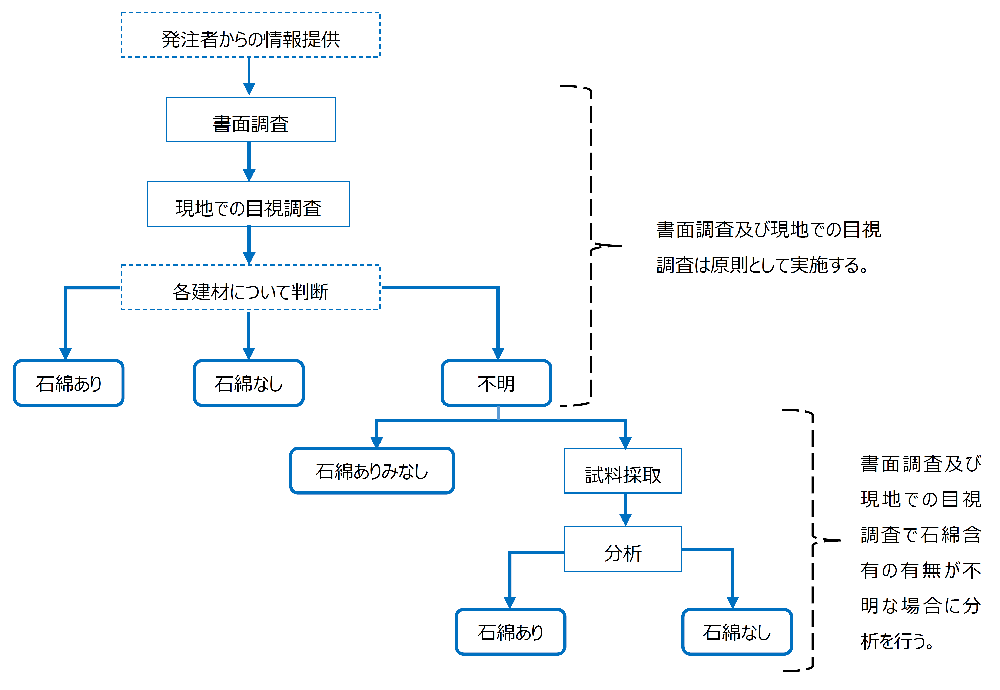 発注者からの情報提供
書面調査
現地での目視調査
書面調査及び現地での目視
調査は原則として実施する。
各建材について判断
石綿あり
石綿なし
不明
石綿ありみなし
試料採取
分析
石綿あり
石綿なし
書面調査及び
現地での目視
調査で石綿含
有の有無が不
明な場合に分
析を行う。